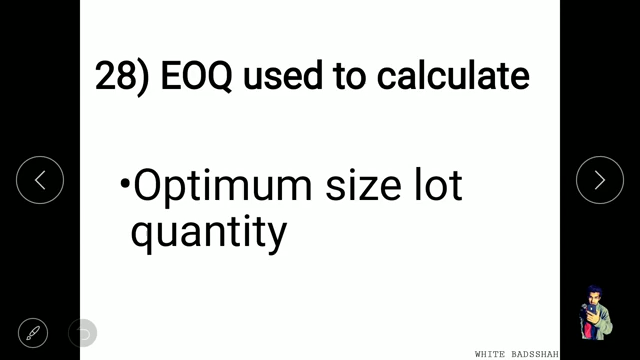 28) EOQ used to calculate
•Optimum size lot
quantity
WHITE BADSSHAH